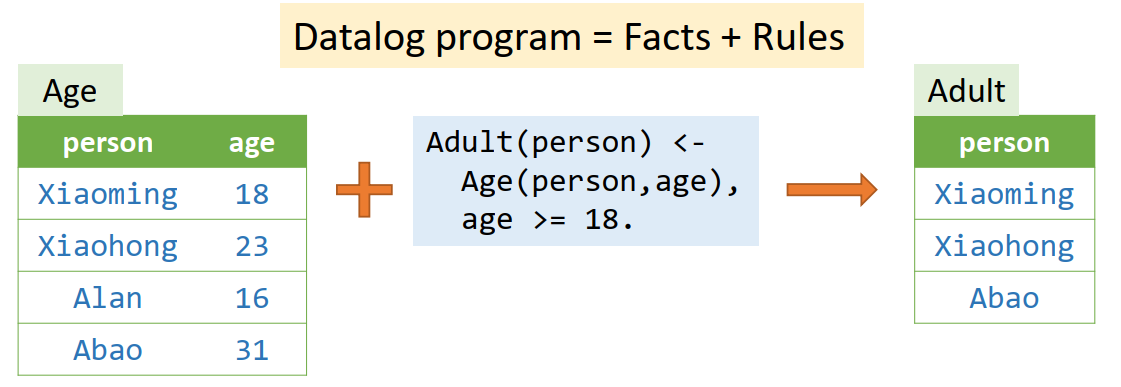 Datalog program = Facts + Rules
Age
person age
Xiaoming 18
Xiaohong 23
Alan 16
Abao 31
Adult(person) <-
Age(person,age),
age >= 18.
Adult
person
Xiaoming
Xiaohong
Abao